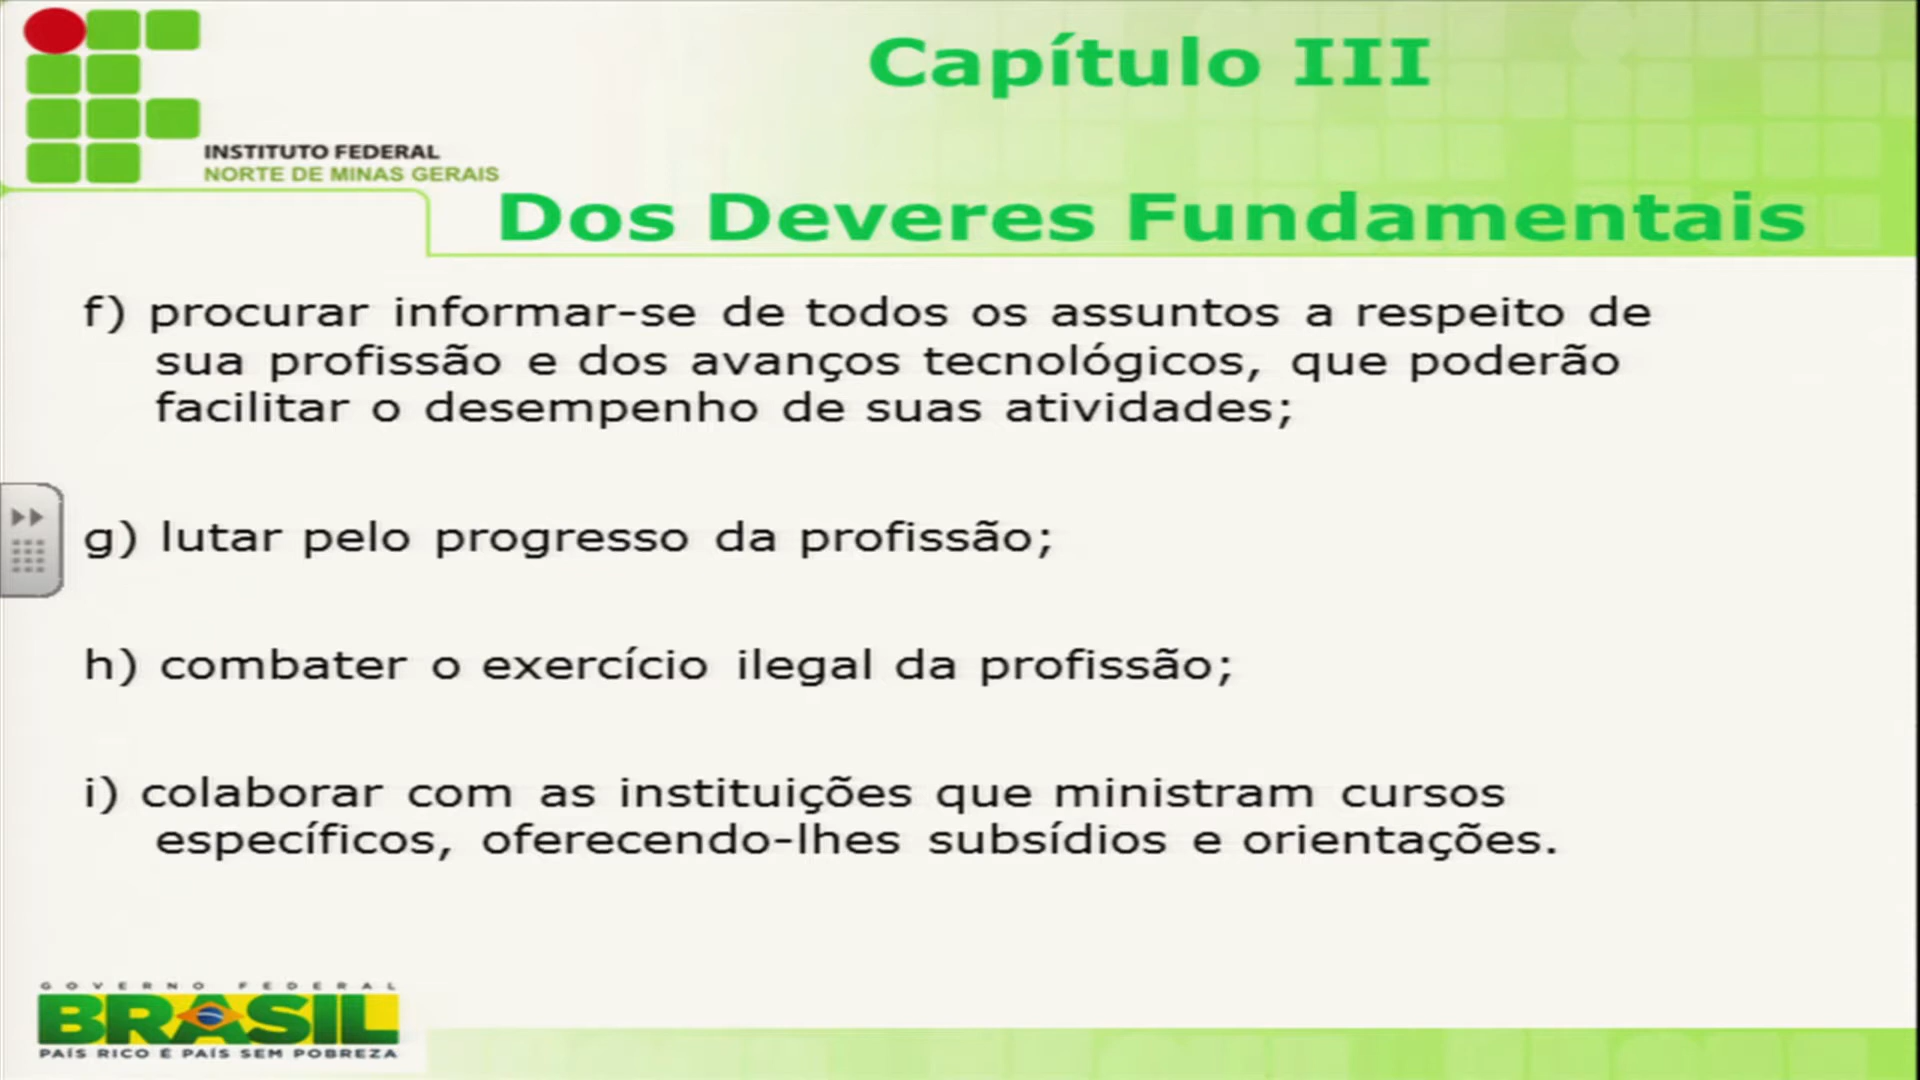 Capítulo III
INSTITUTO FEDERAL
NORTE DE MINAS GERAIS
Dos Deveres Fundamentais
f) procurar informar-se de todos os assuntos a respeito de
sua profissão e dos avanços tecnológicos, que poderão
facilitar o desempenho de suas atividades;
g) lutar pelo progresso da profissão;
h) combater o exercício ilegal da profissão;
i) colaborar com as instituições que ministram cursos
específicos, oferecendo-lhes subsídios e orientações.
GOVERNO FEDERAL
BRASIL
PAÍS RICO É PAÍS SEM POBREZA